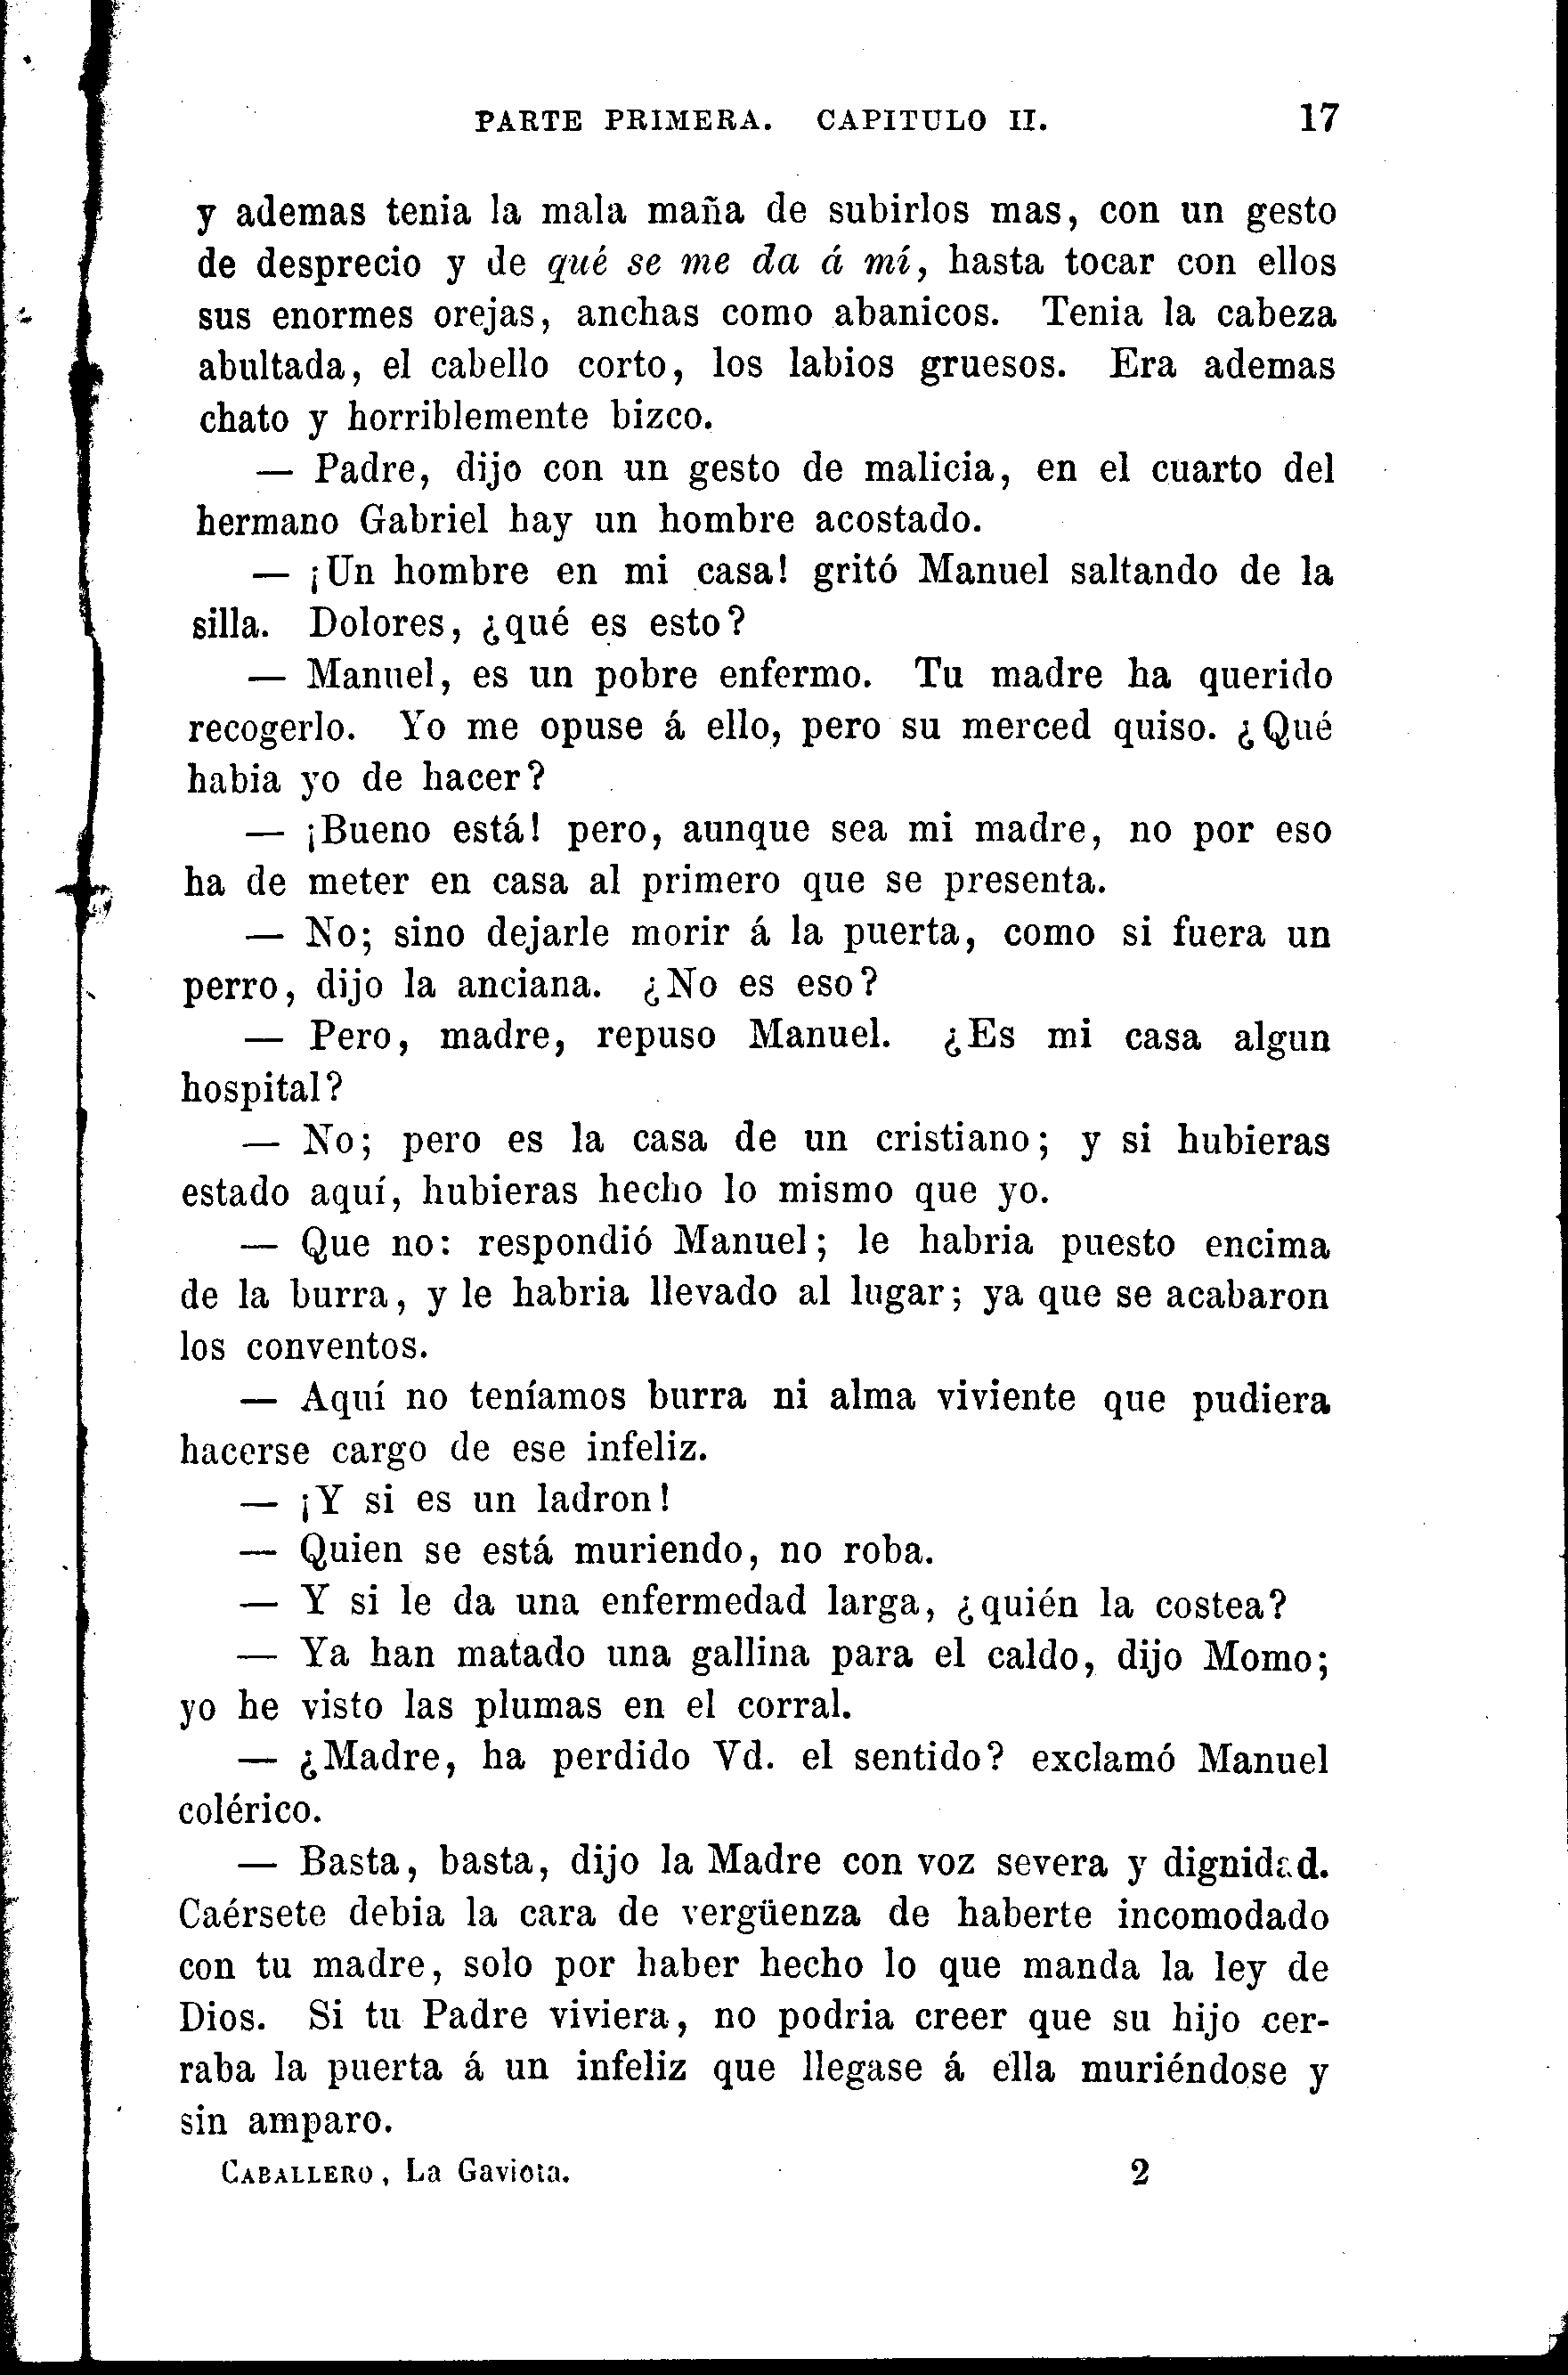 PARTE PRIMERA. CAPITULO II. 17
y ademas tenia la mala maña de subirlos mas, con un gesto
de desprecio y de qué se me da á mí, hasta tocar con ellos
sus enormes orejas, anchas como abanicos. Tenia la cabeza
abultada, el cabello corto, los labios gruesos. Era ademas
chato y horriblemente bizco.
— Padre, dijo con un gesto de malicia, en el cuarto del
hermano Gabriel hay un hombre acostado.
— ¡Un hombre en mi casa! gritó Manuel saltando de la
silla. Dolores, ¿qué es esto?
— Manuel, es un pobre enfermo. Tu madre ha querido
recogerlo. Yo me opuse á ello, pero su merced quiso. ¿Qué
habia yo de hacer?
— ¡Bueno está! pero, aunque sea mi madre, no por eso
ha de meter en casa al primero que se presenta.
— No; sino dejarle morir á la puerta, como si fuera un
perro, dijo la anciana. ¿No es eso?
— Pero, madre, repuso Manuel. ¿Es mi casa algun
hospital?
— No; pero es la casa de un cristiano; y si hubieras
estado aquí, hubieras hecho lo mismo que yo.
— Que no: respondió Manuel; le habria puesto encima
de la burra, y le habria llevado al lugar; ya que se acabaron
los conventos.
— Aquí no teníamos burra ni alma viviente que pudiera
hacerse cargo de ese infeliz.
— ¡Y si es un ladron!
— Quien se está muriendo, no roba.
— Y si le da una enfermedad larga, ¿quién la costea?
— Ya han matado una gallina para el caldo, dijo Momo;
yo he visto las plumas en el corral.
— ¿Madre, ha perdido Vd. el sentido? exclamó Manuel
colérico.
— Basta, basta, dijo la Madre con voz severa y dignidad.
Caérsete debia la cara de vergüenza de haberte incomodado
con tu madre, solo por haber hecho lo que manda la ley de
Dios. Si tu Padre viviera, no podria creer que su hijo cer-
raba la puerta á un infeliz que llegase á ella muriéndose y
sin amparo.
CABALLERO, La Gaviota. 2